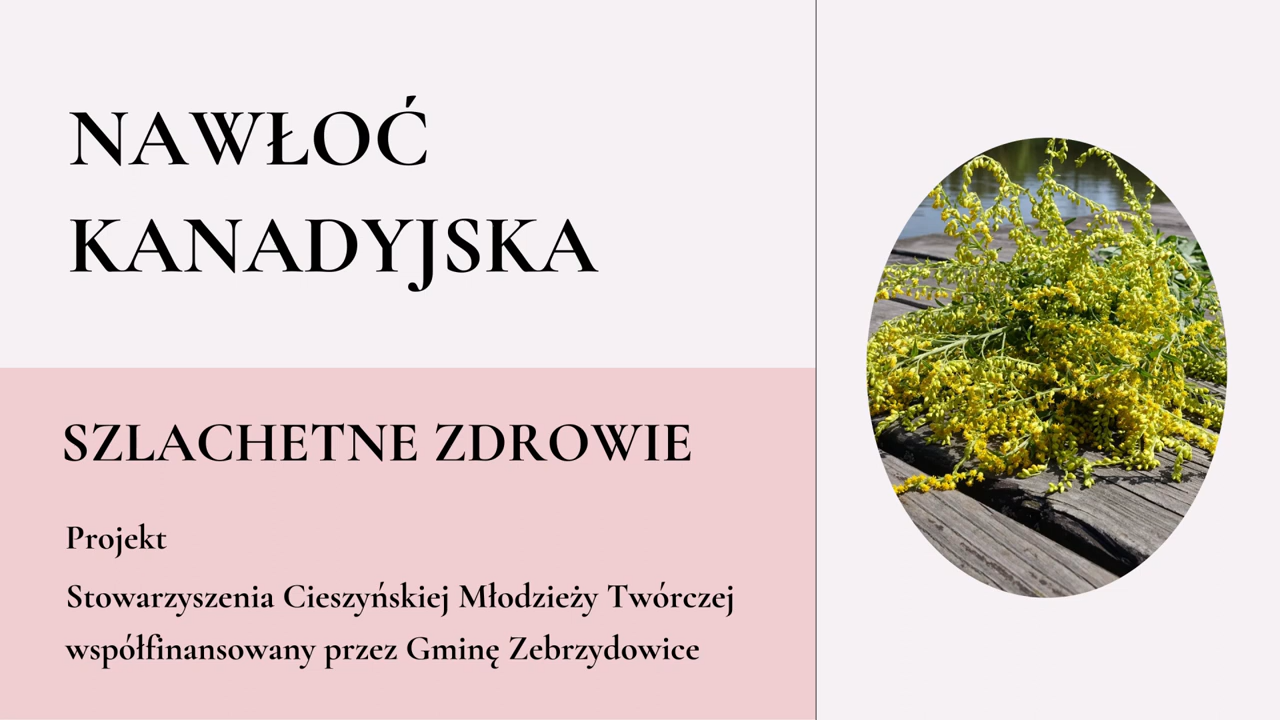 NAWŁOĆ
KANADYJSKA
SZLACHETNE ZDROWIE
Projekt
Stowarzyszenia Cieszyńskiej Młodzieży Twórczej
współfinansowany przez Gminę Zebrzydowice